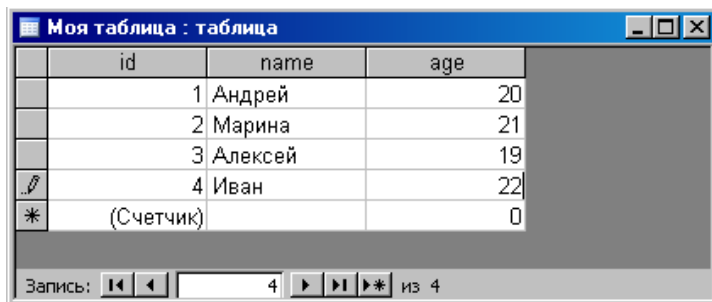 Моя таблица : таблица
id name age
1 Андрей 20
2 Марина 21
3 Алексей 19
4 Иван 22
(Счетчик) 0
Запись: 4 из 4